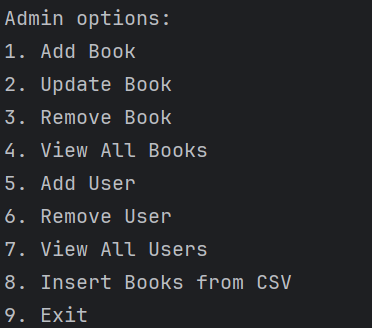 Admin options:
1. Add Book
2. Update Book
3. Remove Book
4. View All Books
5. Add User
6. Remove User
7. View All Users
8. Insert Books from CSV
9. Exit